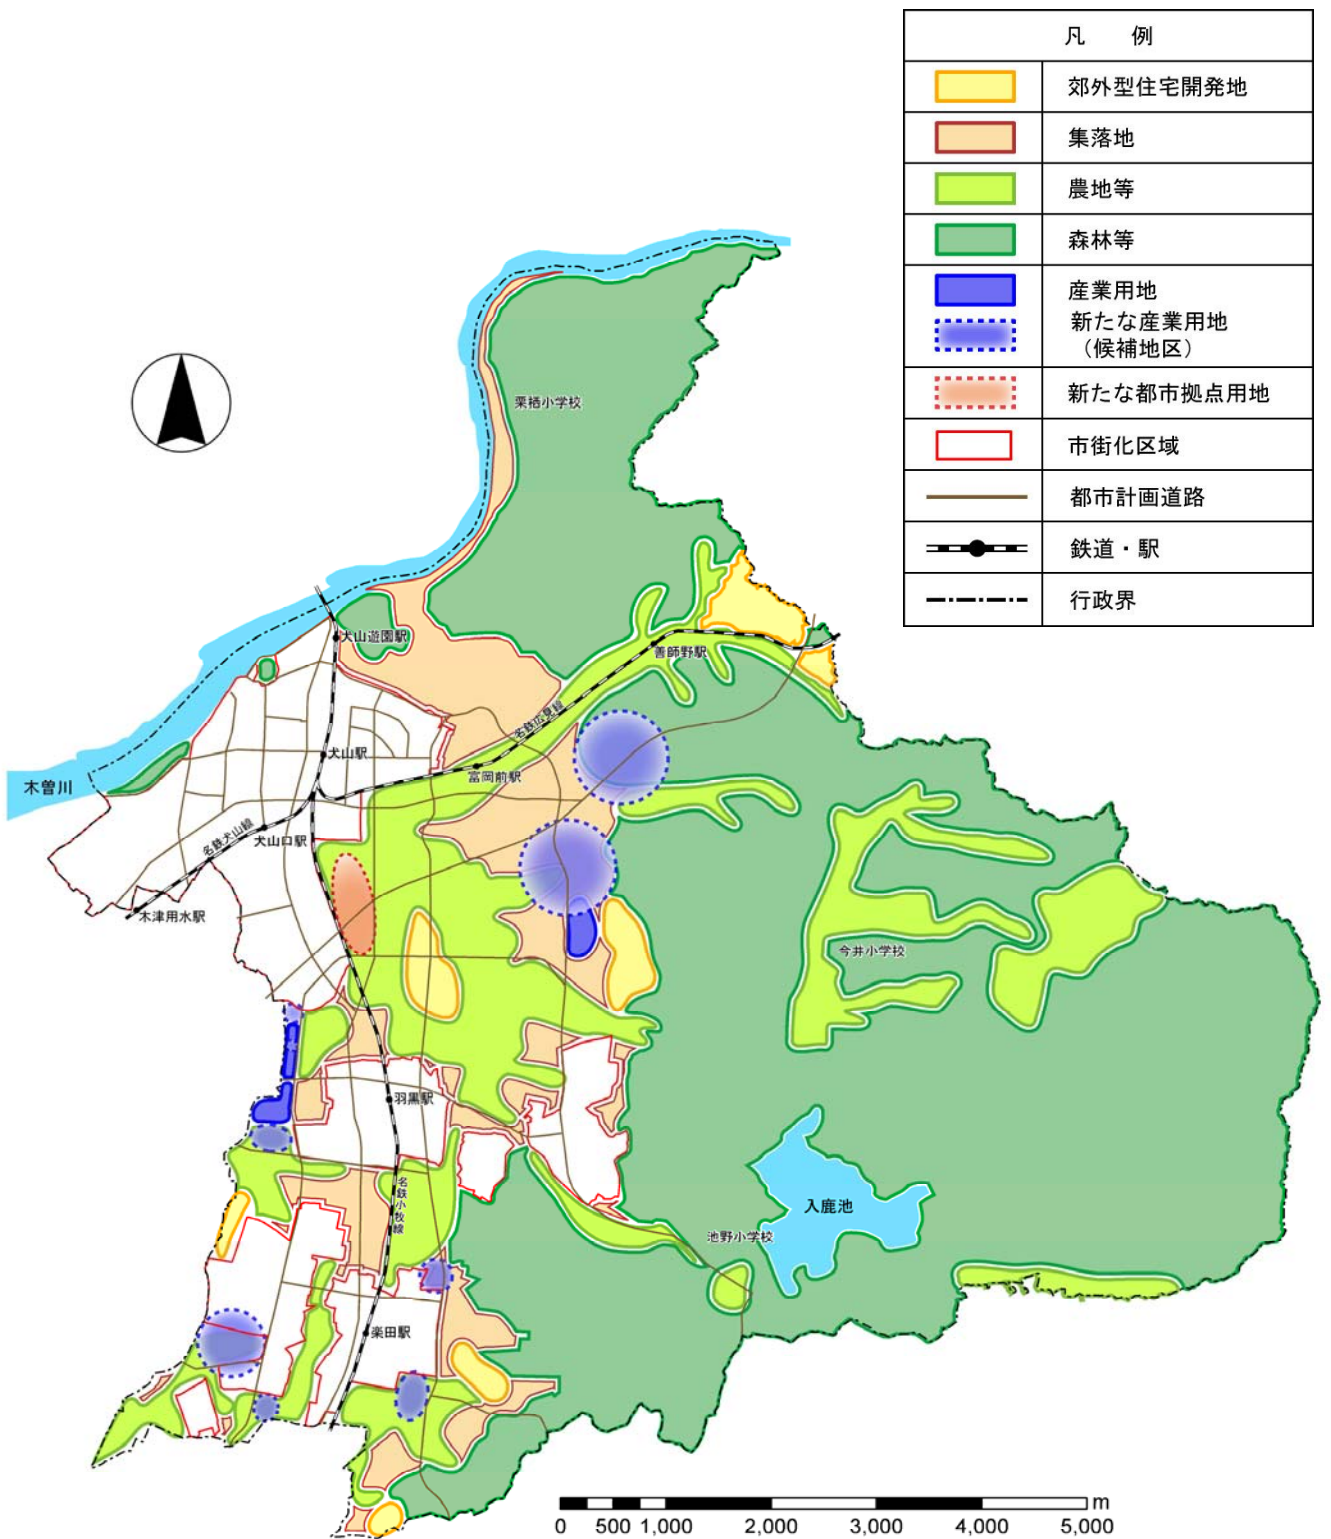 凡 例
郊外型住宅開発地
集落地
農地等
森林等
産業用地
新たな産業用地
（候補地区）
新たな都市拠点用地
市街化区域
都市計画道路
鉄道・駅
行政界
栗栖小学校
犬山遊園駅
善師野駅
名鉄広見線
犬山駅
富岡前駅
木曽川
名鉄犬山線
犬山口駅
木津用水駅
今井小学校
羽黒駅
名鉄小牧線
入鹿池
池野小学校
楽田駅
m
0 500 1,000 2,000 3,000 4,000 5,000